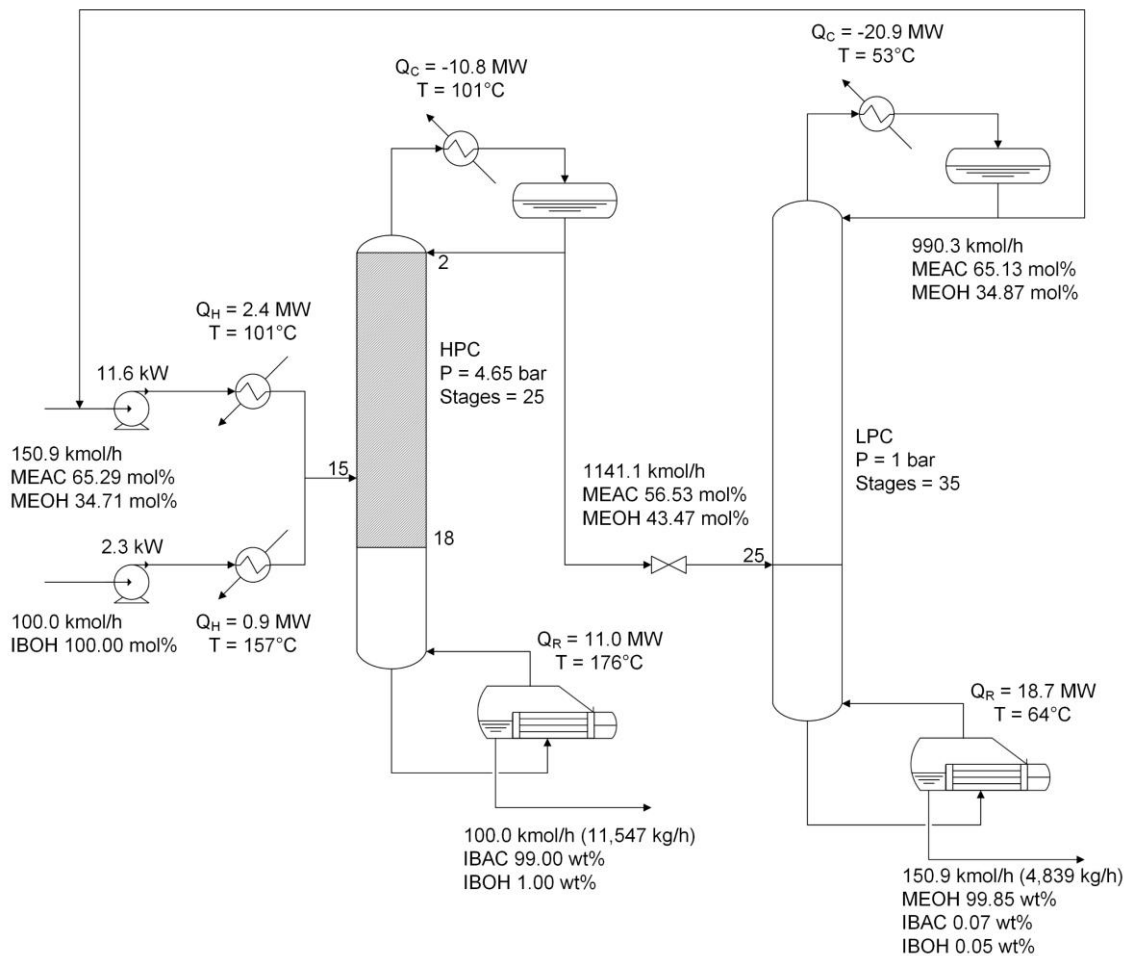 Q_C = -10.8 MW
T = 101°C
Q_C = -20.9 MW
T = 53°C
2
990.3 kmol/h
MEAC 65.13 mol%
MEOH 34.87 mol%
Q_H = 2.4 MW
T = 101°C
HPC
P = 4.65 bar
Stages = 25
11.6 kW
150.9 kmol/h
MEAC 65.29 mol%
MEOH 34.71 mol%
15
LPC
P = 1 bar
Stages = 35
1141.1 kmol/h
MEAC 56.53 mol%
MEOH 43.47 mol%
18
25
2.3 kW
100.0 kmol/h
IBOH 100.00 mol%
Q_H = 0.9 MW
T = 157°C
Q_R = 11.0 MW
T = 176°C
Q_R = 18.7 MW
T = 64°C
100.0 kmol/h (11,547 kg/h)
IBAC 99.00 wt%
IBOH 1.00 wt%
150.9 kmol/h (4,839 kg/h)
MEOH 99.85 wt%
IBAC 0.07 wt%
IBOH 0.05 wt%